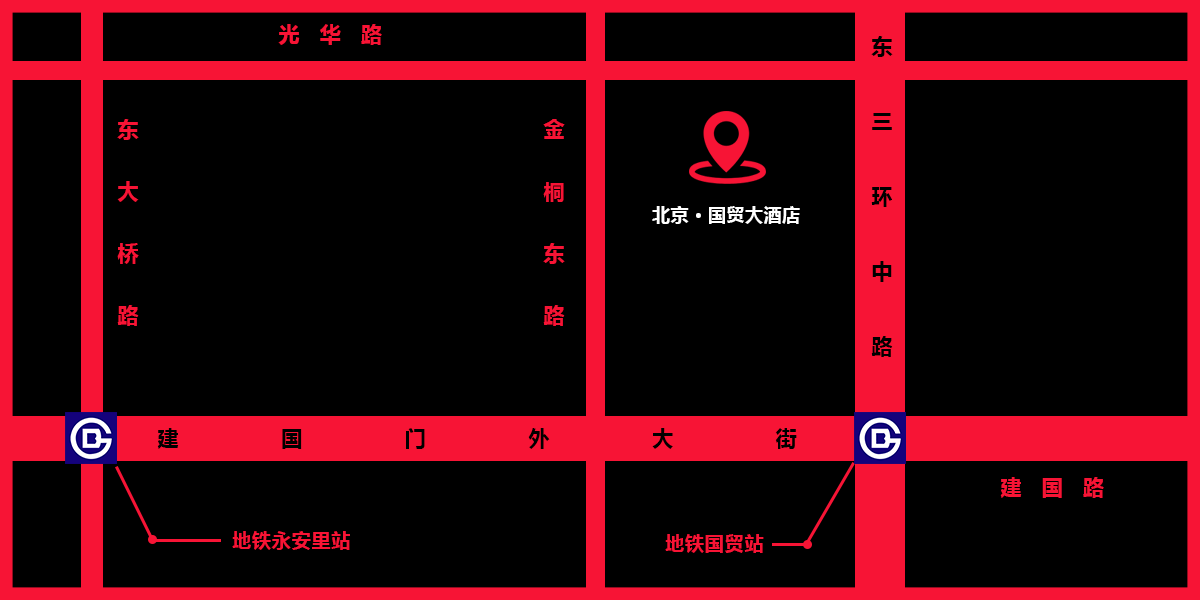 光华路
东大桥路
金桐东路
北京·国贸大酒店
东三环中路
建国门外大街
建国路
地铁永安里站
地铁国贸站